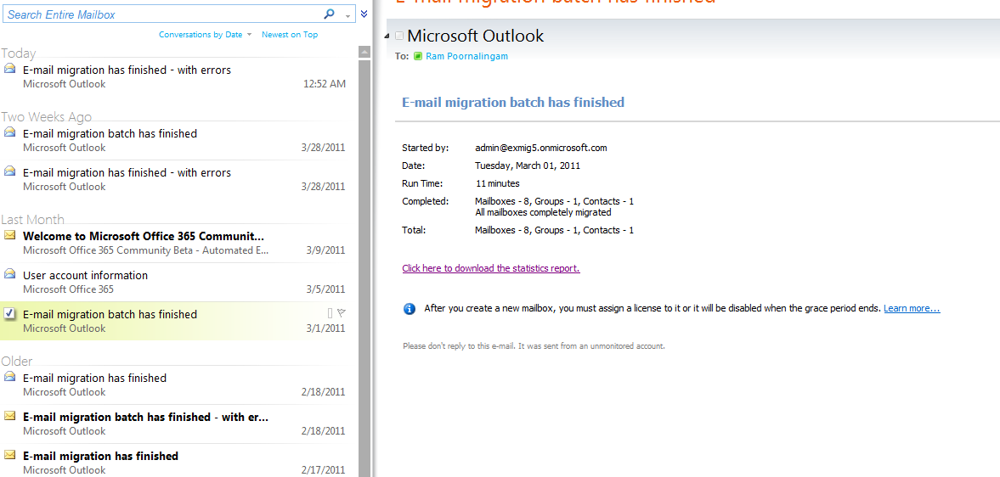 Search Entire Mailbox
Conversations by Date Newest on Top
Today
E-mail migration has finished - with errors
Microsoft Outlook 12:52 AM
Two Weeks Ago
E-mail migration batch has finished
Microsoft Outlook 3/28/2011
E-mail migration has finished - with errors
Microsoft Outlook 3/28/2011
Last Month
Welcome to Microsoft Office 365 Communit...
Microsoft Office 365 Community Beta - Automated E... 3/9/2011
User account information
Microsoft Office 365 3/5/2011
E-mail migration batch has finished
Microsoft Outlook 3/1/2011
Older
E-mail migration has finished
Microsoft Outlook 2/18/2011
E-mail migration batch has finished - with er...
Microsoft Outlook 2/18/2011
E-mail migration has finished
Microsoft Outlook 2/17/2011
E-mail migration batch has finished
Microsoft Outlook
To: Ram Poornalingam
E-mail migration batch has finished
Started by: admin@exmig5.onmicrosoft.com
Date: Tuesday, March 01, 2011
Run Time: 11 minutes
Completed: Mailboxes - 8, Groups - 1, Contacts - 1
All mailboxes completely migrated
Total: Mailboxes - 8, Groups - 1, Contacts - 1
Click here to download the statistics report.
After you create a new mailbox, you must assign a license to it or it will be disabled when the grace period ends. Learn more...
Please don't reply to this e-mail. It was sent from an unmonitored account.